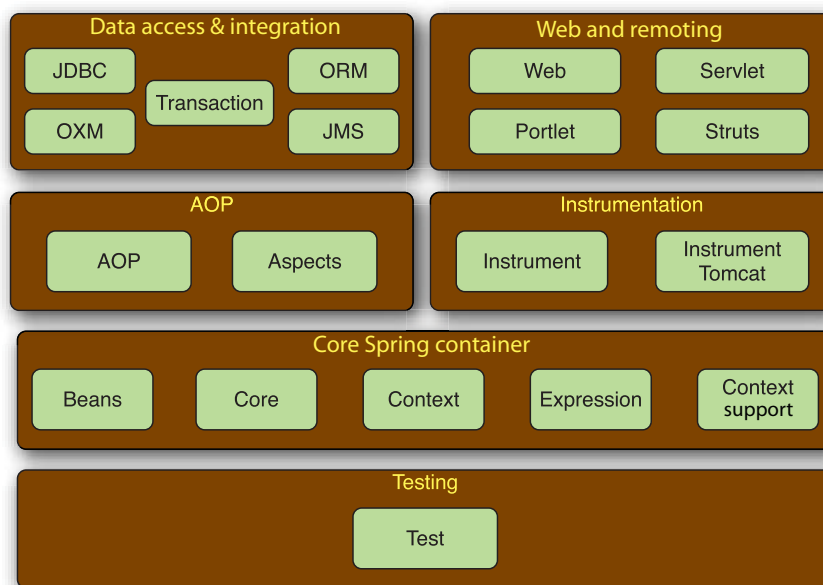 Data access & integration
JDBC
ORM
Transaction
OXM
JMS
Web and remoting
Web
Servlet
Portlet
Struts
AOP
AOP
Aspects
Instrumentation
Instrument
Instrument
Tomcat
Core Spring container
Beans
Core
Context
Expression
Context
support
Testing
Test